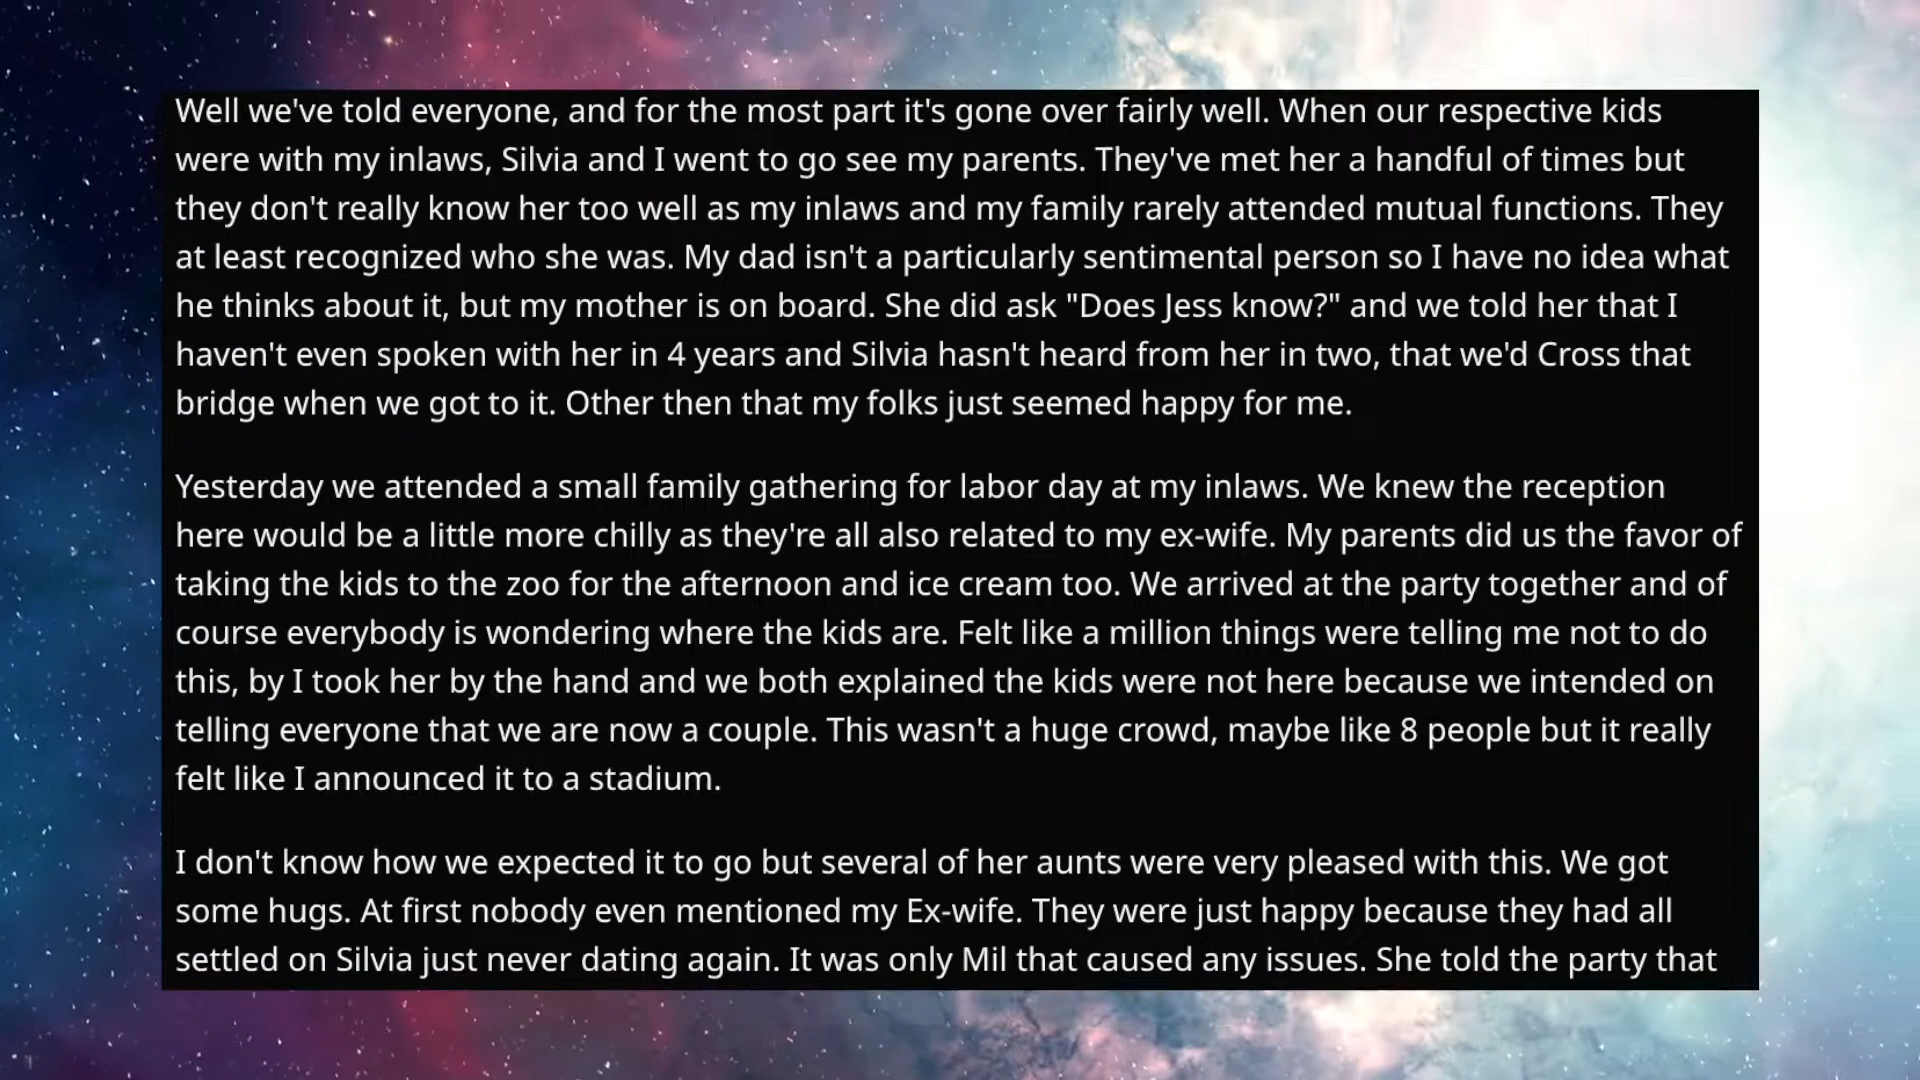 Well we've told everyone, and for the most part it's gone over fairly well. When our respective kids
were with my inlaws, Silvia and I went to go see my parents. They've met her a handful of times but
they don't really know her too well as my inlaws and my family rarely attended mutual functions. They
at least recognized who she was. My dad isn't a particularly sentimental person so I have no idea what
he thinks about it, but my mother is on board. She did ask "Does Jess know?" and we told her that I
haven't even spoken with her in 4 years and Silvia hasn't heard from her in two, that we'd Cross that
bridge when we got to it. Other then that my folks just seemed happy for me.
Yesterday we attended a small family gathering for labor day at my inlaws. We knew the reception
here would be a little more chilly as they're all also related to my ex-wife. My parents did us the favor of
taking the kids to the zoo for the afternoon and ice cream too. We arrived at the party together and of
course everybody is wondering where the kids are. Felt like a million things were telling me not to do
this, by I took her by the hand and we both explained the kids were not here because we intended on
telling everyone that we are now a couple. This wasn't a huge crowd, maybe like 8 people but it really
felt like I announced it to a stadium.
I don't know how we expected it to go but several of her aunts were very pleased with this. We got
some hugs. At first nobody even mentioned my Ex-wife. They were just happy because they had all
settled on Silvia just never dating again. It was only Mil that caused any issues. She told the party that